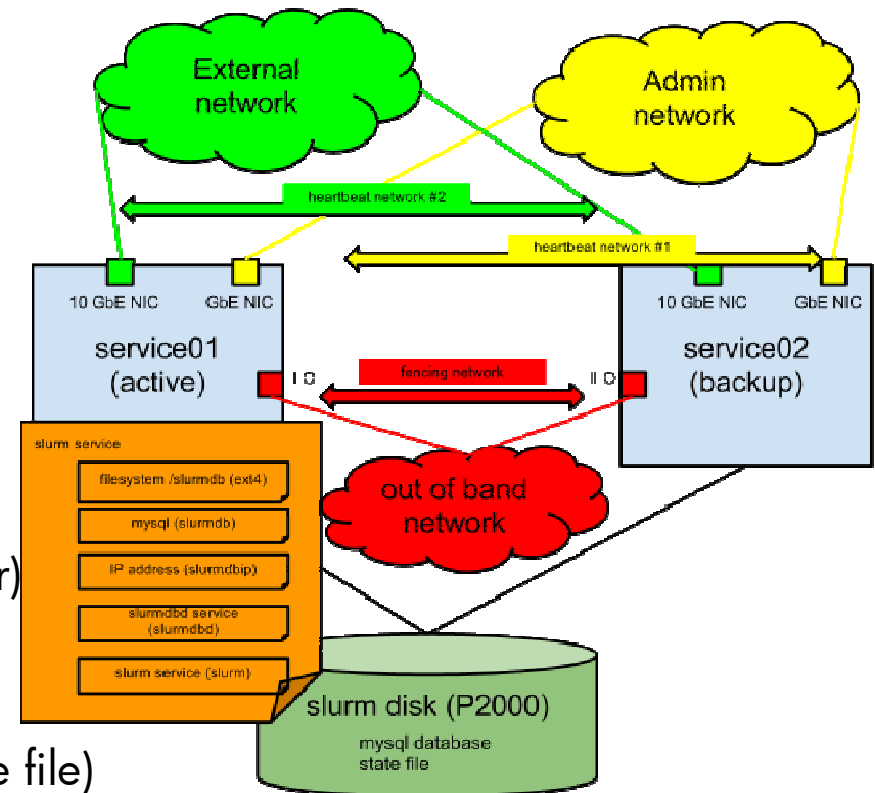 External
network
Admin
network
heartbeat network #2
heartbeat network #1
10 GbE NIC
GbE NIC
10 GbE NIC
GbE NIC
service01
(active)
service02
(backup)
fencing network
slurm service
filesystem /slurmdb (ext4)
mysql (slurmdb)
IP address (slurmdbip)
slurmdbd service
(slurmdbd)
slurm service (slurm)
out of band
network
r)
slurm disk (P2000)
mysql database
state file
e file)